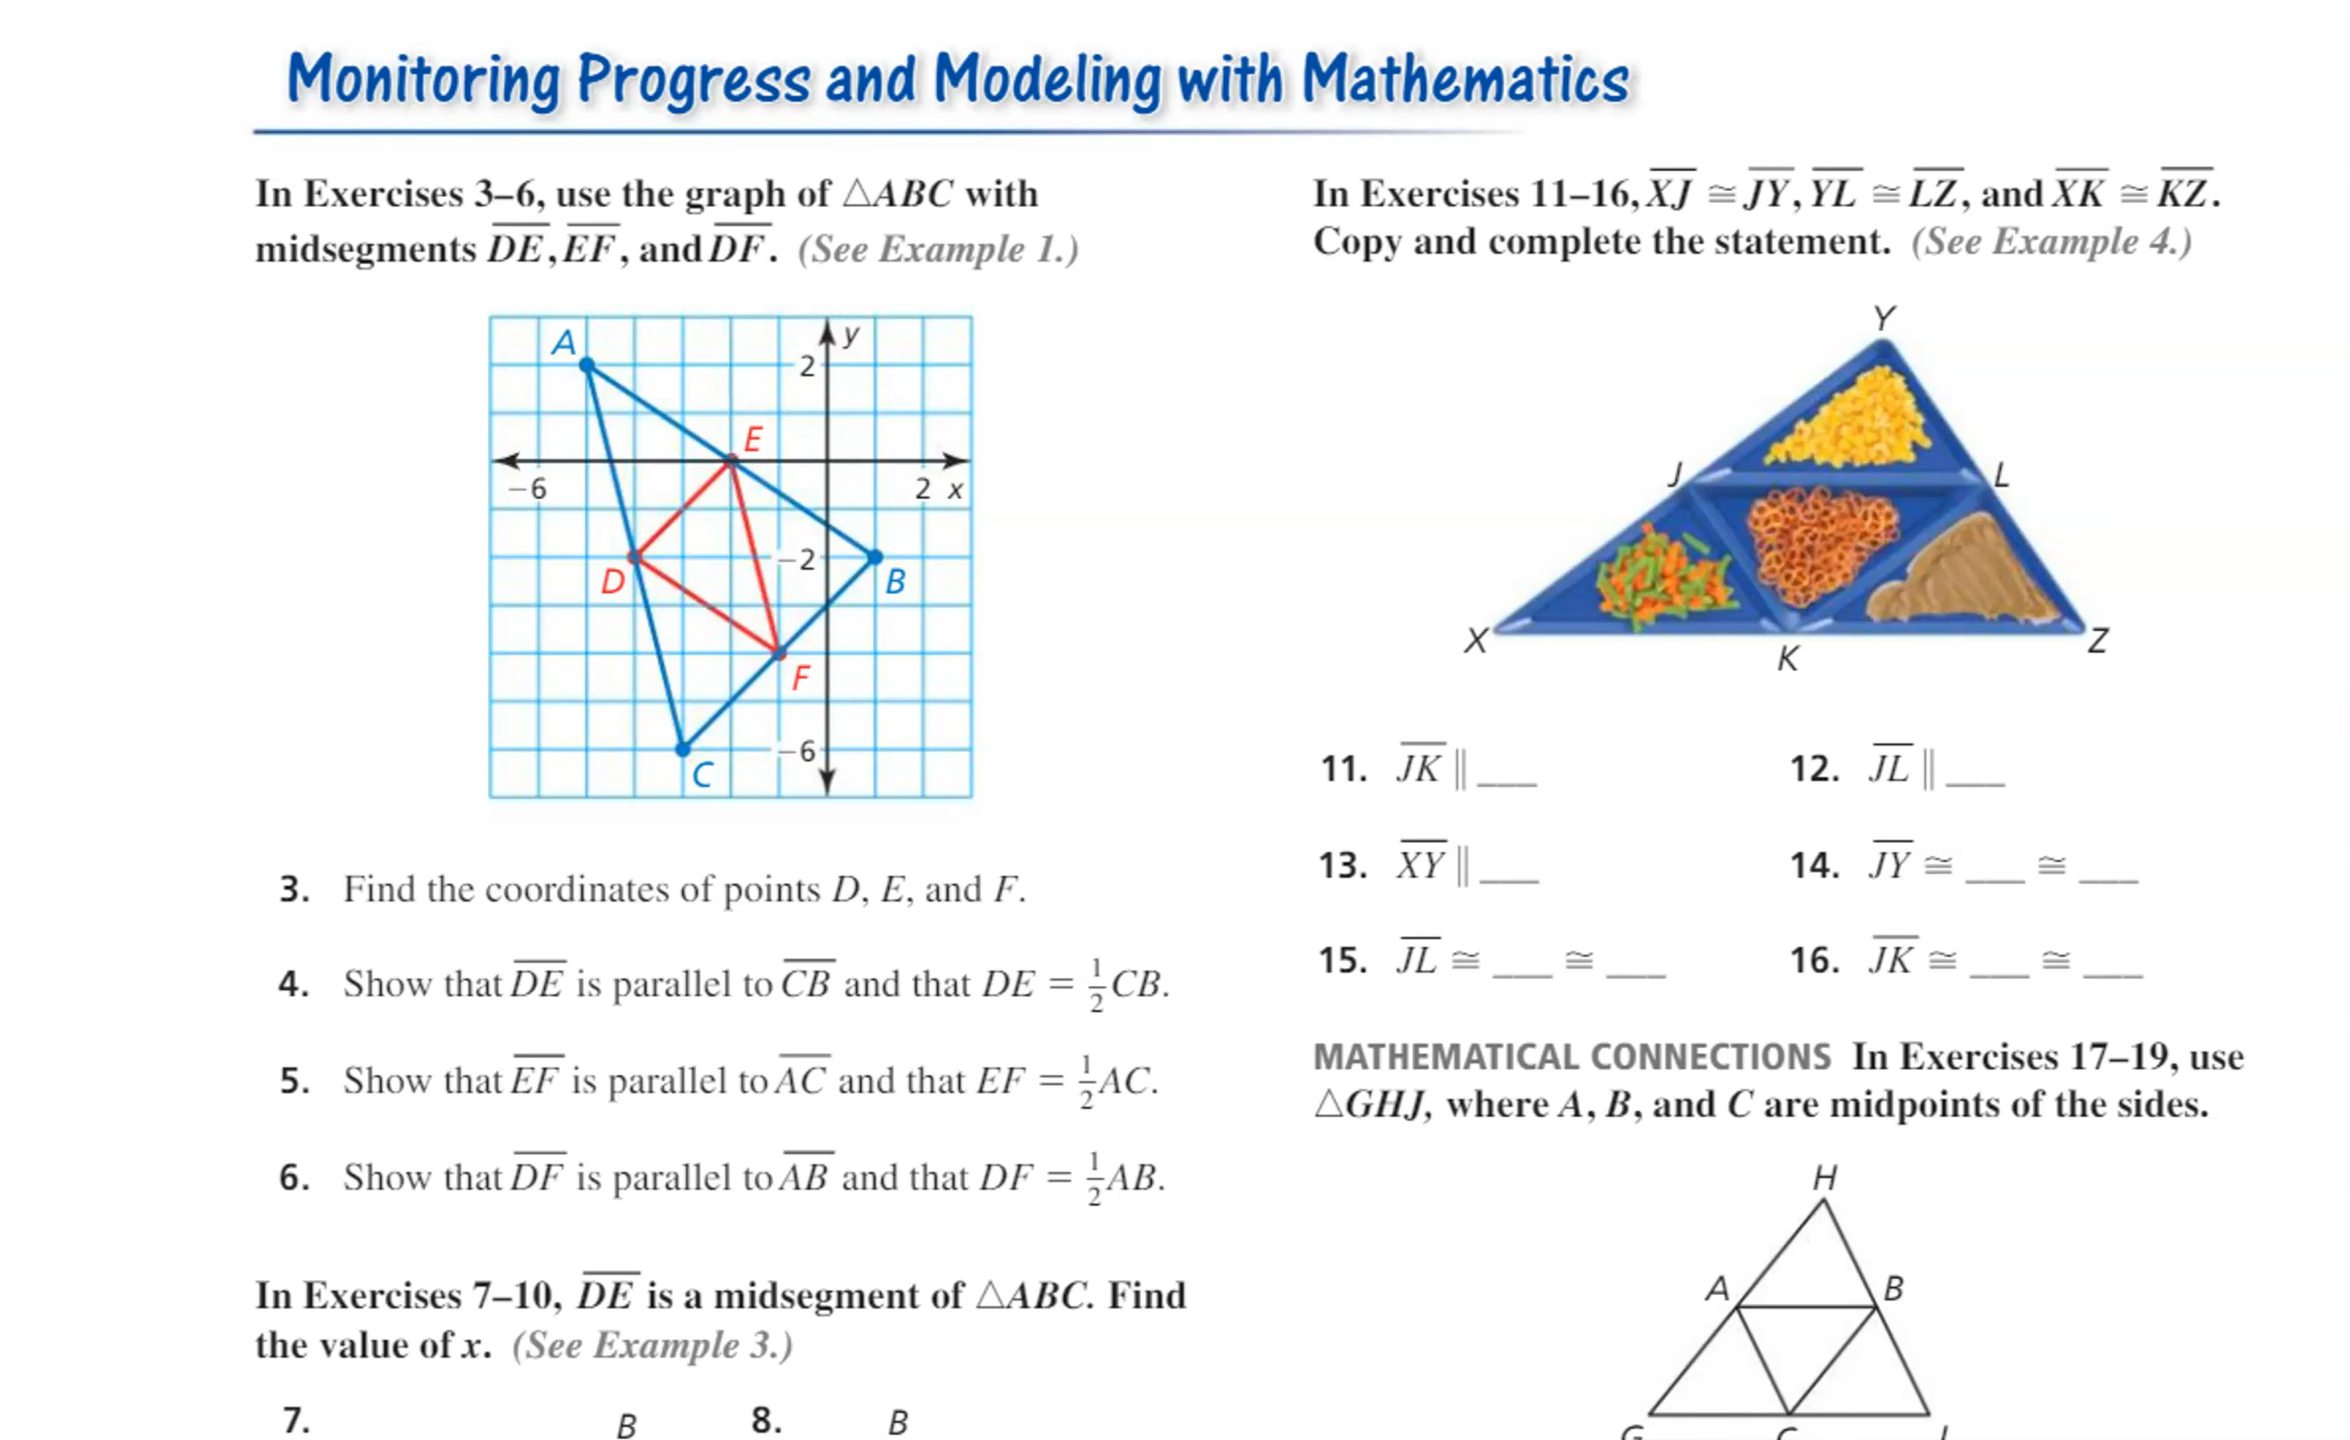 Monitoring Progress and Modeling with Mathematics
In Exercises 3–6, use the graph of △ABC with
midsegments DE, EF, and DF. (See Example 1.)
A
y
2
E
−6
2 x
−2
D
B
F
−6
C
3. Find the coordinates of points D, E, and F.
4. Show that DE is parallel to CB and that DE = 1/2 CB.
5. Show that EF is parallel to AC and that EF = 1/2 AC.
6. Show that DF is parallel to AB and that DF = 1/2 AB.
In Exercises 7–10, DE is a midsegment of △ABC. Find
the value of x. (See Example 3.)
7. B 8. B
In Exercises 11–16, XJ ≅ JY, YL ≅ LZ, and XK ≅ KZ.
Copy and complete the statement. (See Example 4.)
Y
J L
X Z
K
11. JK ∥ ___ 12. JL ∥ ___
13. XY ∥ ___ 14. JY ≅ ___ ≅ ___
15. JL ≅ ___ ≅ ___ 16. JK ≅ ___ ≅ ___
MATHEMATICAL CONNECTIONS In Exercises 17–19, use
△GHJ, where A, B, and C are midpoints of the sides.
H
A B
G C J